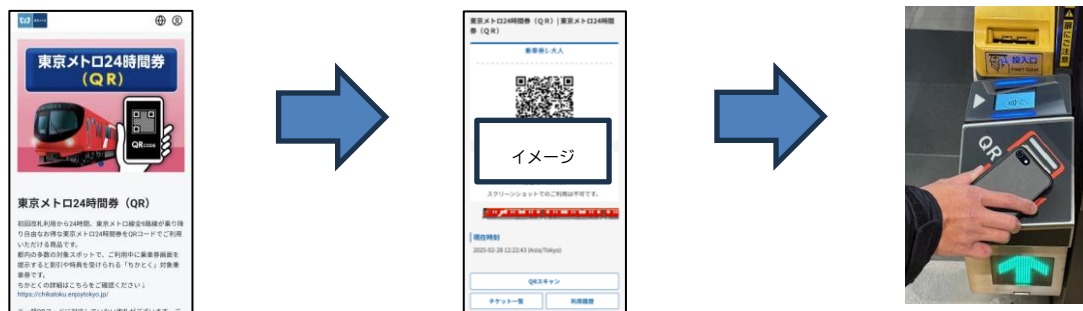 東京メトロ24時間券
(QR)
QRCODE
東京メトロ24時間券（QR）
初回改札利用から24時間、東京メトロ線全9路線が乗り降
り自由なお得な東京メトロ24時間券をQRコードでご利用
いただける商品です。
都内の多数の対象スポットで、ご利用中に乗車券画面を
提示すると割引や特典を受けられる「ちかとく」対象乗
車券です。
ちかとくの詳細はこちらをご確認ください↓
https://chikatoku.enjoytokyo.jp/
東京メトロ24時間券（QR）|東京メトロ24時間
券（QR）
乗車券1-大人
イメージ
スクリーンショットでのご利用は不可です。
現在時刻
2025-02-28 12:22:43 (Asia/Tokyo)
QRスキャン
チケット一覧
利用履歴
投入口
Insert ticket
QR